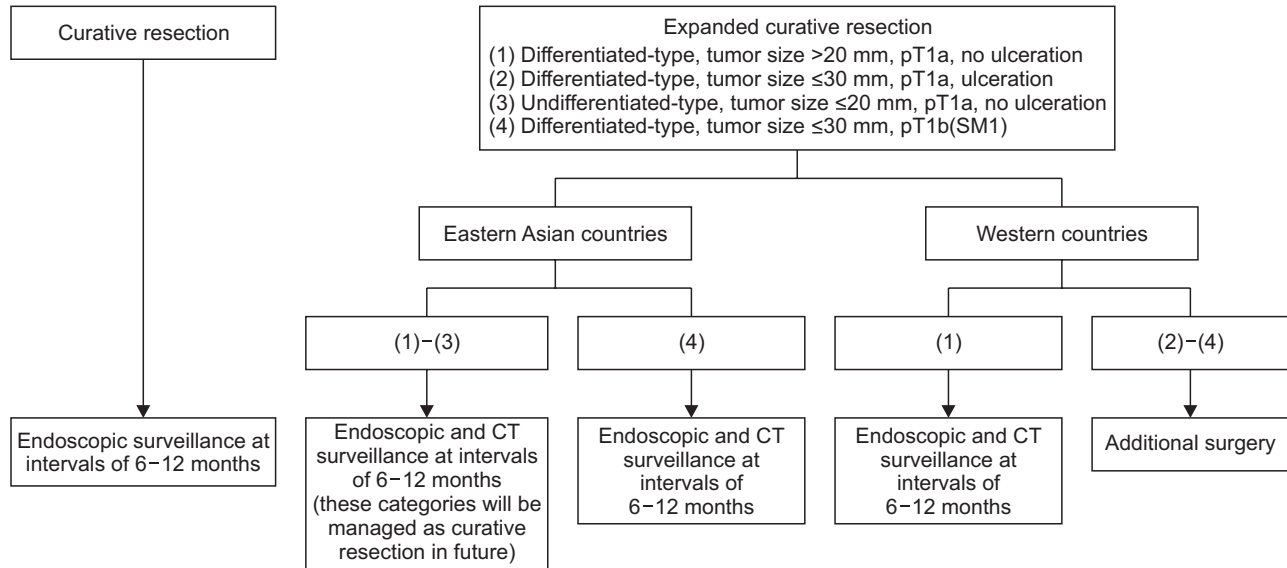 Curative resection
Expanded curative resection
(1) Differentiated-type, tumor size >20 mm, pT1a, no ulceration
(2) Differentiated-type, tumor size ≤30 mm, pT1a, ulceration
(3) Undifferentiated-type, tumor size ≤20 mm, pT1a, no ulceration
(4) Differentiated-type, tumor size ≤30 mm, pT1b(SM1)
Eastern Asian countries
Western countries
(1)−(3)
(4)
(1)
(2)−(4)
Endoscopic surveillance at
intervals of 6−12 months
Endoscopic and CT
surveillance at intervals
of 6−12 months
(these categories will be
managed as curative
resection in future)
Endoscopic and CT
surveillance at
intervals of
6−12 months
Endoscopic and CT
surveillance at
intervals of
6−12 months
Additional surgery